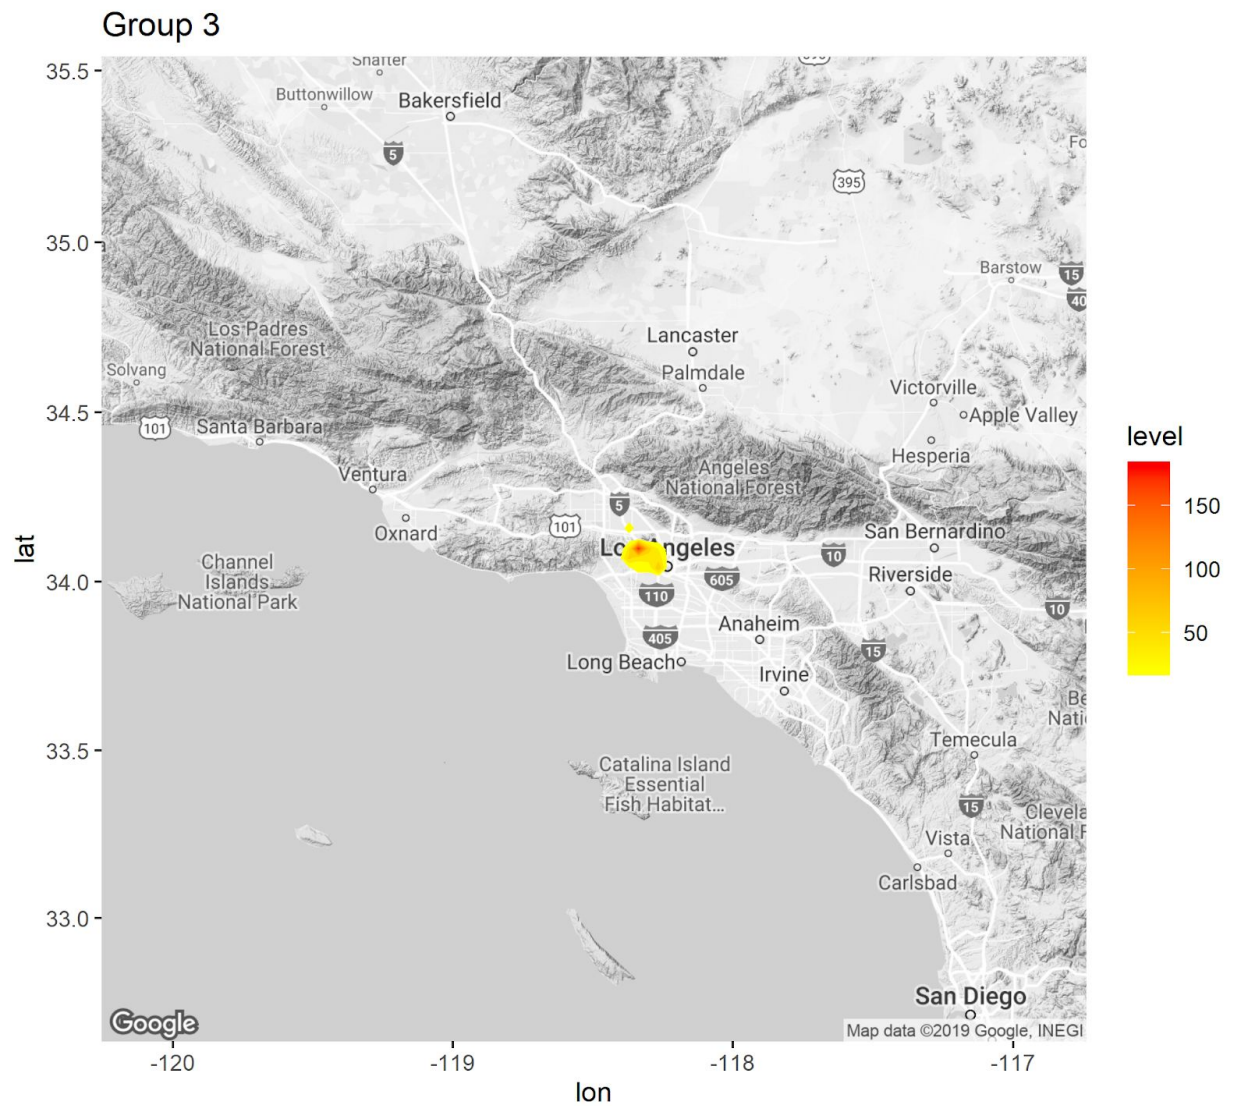 Group 3
Shafter
Buttonwillow
Bakersfield
5
395
35.5
35.0
34.5
34.0
33.5
33.0
lat
Barstow
15
40
Los Padres
National Forest
Lancaster
Palmdale
Solvang
Victorville
Apple Valley
101
Santa Barbara
Hesperia
Ventura
Angeles
National Forest
5
Oxnard
101
San Bernardino
Los Angeles
10
Channel
Islands
National Park
605
Riverside
110
10
Anaheim
405
15
Long Beach
Irvine
Temecula
Catalina Island
Essential
Fish Habitat...
15
Clevela
National F
Vista
Carlsbad
San Diego
Google
Map data ©2019 Google, INEGI
-120
-119
-118
-117
lon
level
150
100
50